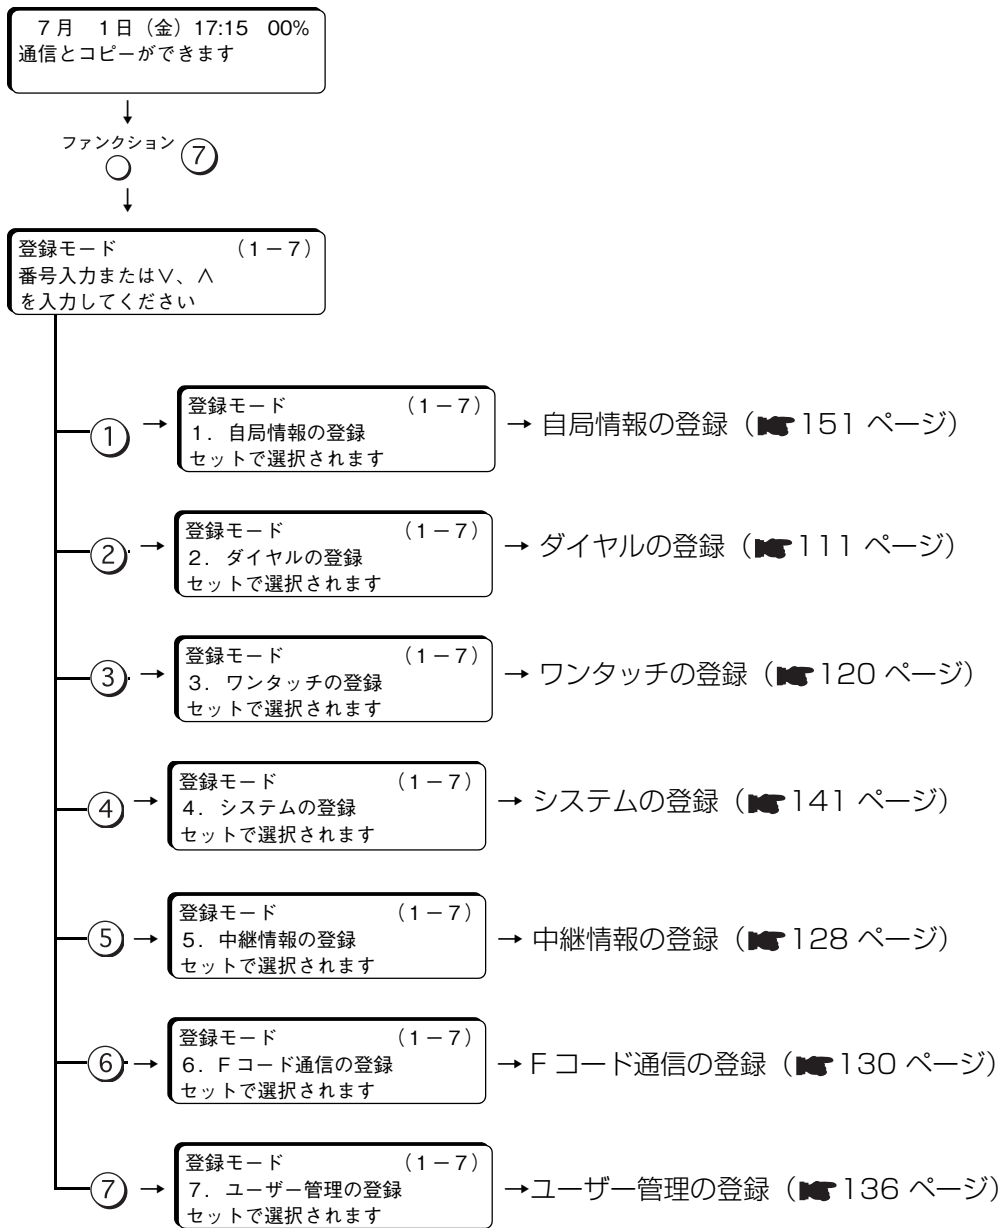 7月　1日（金）17:15　00%
通信とコピーができます
ファンクション ⑦
登録モード　（1－7）
番号入力または∨、∧
を入力してください
登録モード　（1－7）
① → 1．自局情報の登録 → 自局情報の登録（☛151 ページ）
セットで選択されます
登録モード　（1－7）
② → 2．ダイヤルの登録 → ダイヤルの登録（☛111 ページ）
セットで選択されます
登録モード　（1－7）
③ → 3．ワンタッチの登録 → ワンタッチの登録（☛120 ページ）
セットで選択されます
登録モード　（1－7）
④ → 4．システムの登録 → システムの登録（☛141 ページ）
セットで選択されます
登録モード　（1－7）
⑤ → 5．中継情報の登録 → 中継情報の登録（☛128 ページ）
セットで選択されます
登録モード　（1－7）
⑥ → 6．Fコード通信の登録 → F コード通信の登録（☛130 ページ）
セットで選択されます
登録モード　（1－7）
⑦ → 7．ユーザー管理の登録 →ユーザー管理の登録（☛136 ページ）
セットで選択されます